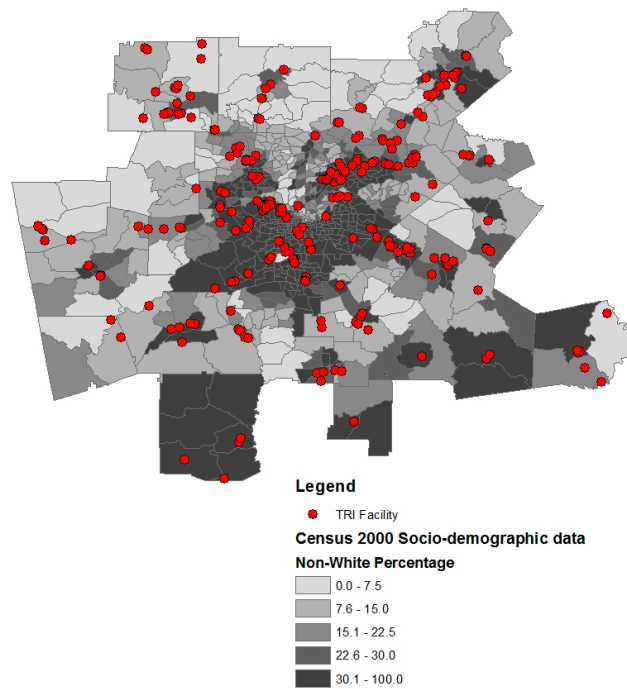 Legend
TRI Facility
Census 2000 Socio-demographic data
Non-White Percentage
0.0 - 7.5
7.6 - 15.0
15.1 - 22.5
22.6 - 30.0
30.1 - 100.0